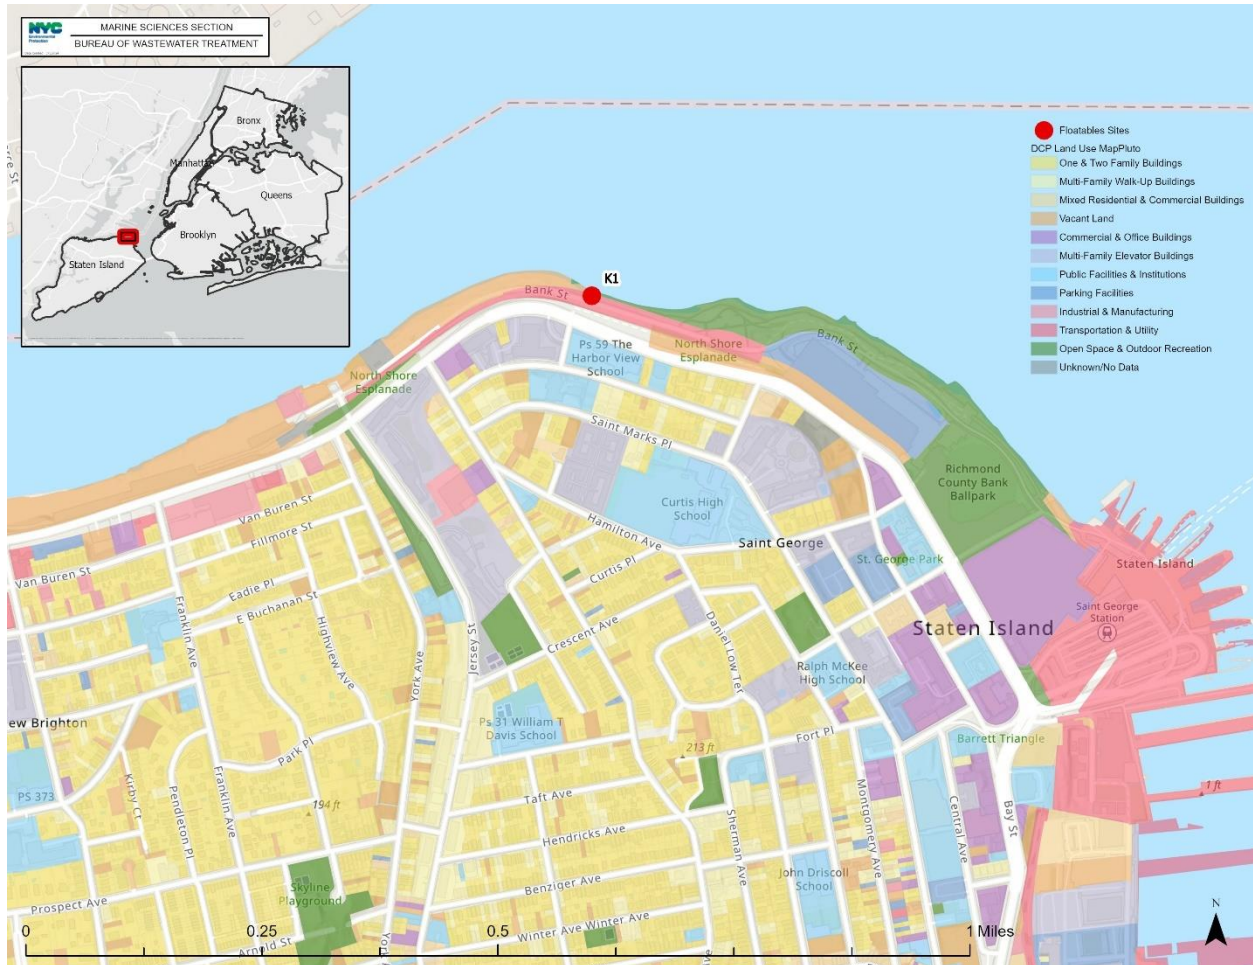 NYC
Environmental
Protection
MARINE SCIENCES SECTION
BUREAU OF WASTEWATER TREATMENT
Bronx
Manhattan
Queens
Brooklyn
Staten Island
Floatables Sites
DCP Land Use MapPluto
One & Two Family Buildings
Multi-Family Walk-Up Buildings
Mixed Residential & Commercial Buildings
Vacant Land
Commercial & Office Buildings
Multi-Family Elevator Buildings
Public Facilities & Institutions
Parking Facilities
Industrial & Manufacturing
Transportation & Utility
Open Space & Outdoor Recreation
Unknown/No Data
K1
Bank St
Bank St
Ps 59 The
Harbor View
School
North Shore
Esplanade
North Shore
Esplanade
Saint Marks Pl
Richmond
County Bank
Ballpark
Curtis High
School
Van Buren St
Fillmore St
Hamilton Ave
Saint George
St. George Park
Staten Island
Curtis Pl
Van Buren St
Eadie Pl
E Buchanan St
Franklin Ave
Highview Ave
Crescent Ave
Daniel Low Ter
Saint George
Station
Staten Island
York Ave
Jersey St
Ralph McKee
High School
Ps 31 William T
Davis School
ew Brighton
Park Pl
Fort Pl
Barrett Triangle
213 ft
PS 373
Kirby Ct
Pendleton Pl
Franklin Ave
194 ft
Taft Ave
Hendricks Ave
Sherman Ave
Montgomery Ave
Central Ave
Bay St
1 ft
Benziger Ave
John Driscoll
School
Skyline
Playground
Prospect Ave
Winter Ave Winter Ave
Arnold St
York
Ave
0 0.25 0.5 1 Miles
N